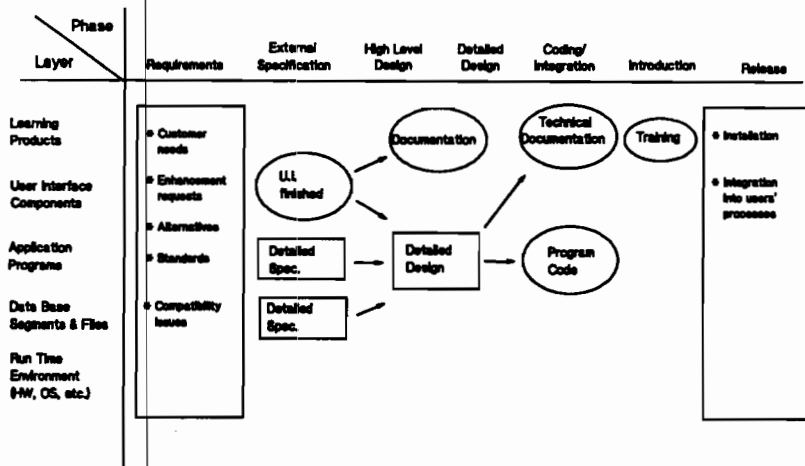 Phase
Layer
Requirements
External
Specification
High Level
Design
Detailed
Design
Coding/
Integration
Introduction
Release
Learning
Products
User Interface
Components
Application
Programs
Data Base
Segments & Files
Run Time
Environment
(HW, OS, etc.)
* Customer
needs
* Enhancement
requests
* Alternatives
* Standards
* Compatibility
issues
U.I.
finished
Detailed
Spec.
Detailed
Spec.
Documentation
Detailed
Design
Technical
Documentation
Program
Code
Training
* Installation
* Integration
into users'
processes